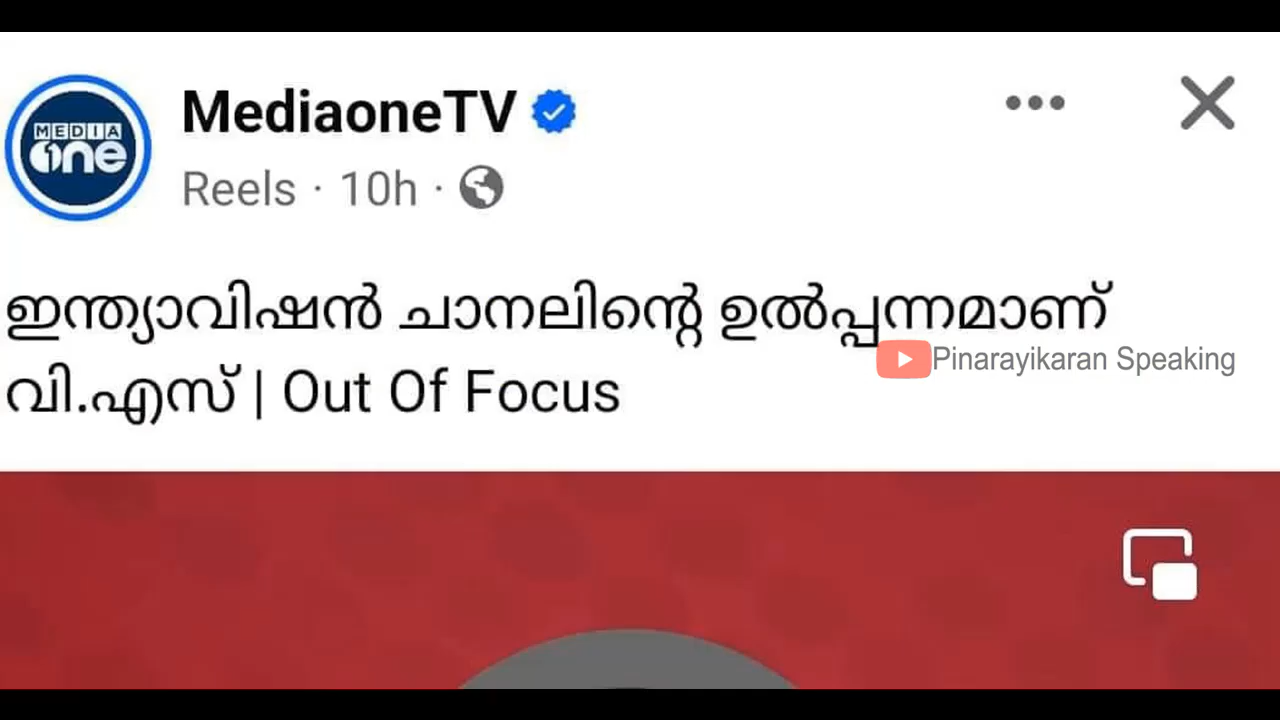 MEDIA
one
MediaoneTV
Reels · 10h ·
ഇന്ത്യാവിഷൻ ചാനലിന്റെ ഉൽപ്പന്നമാണ്
വി.എസ് | Out Of Focus
Pinarayikaran Speaking